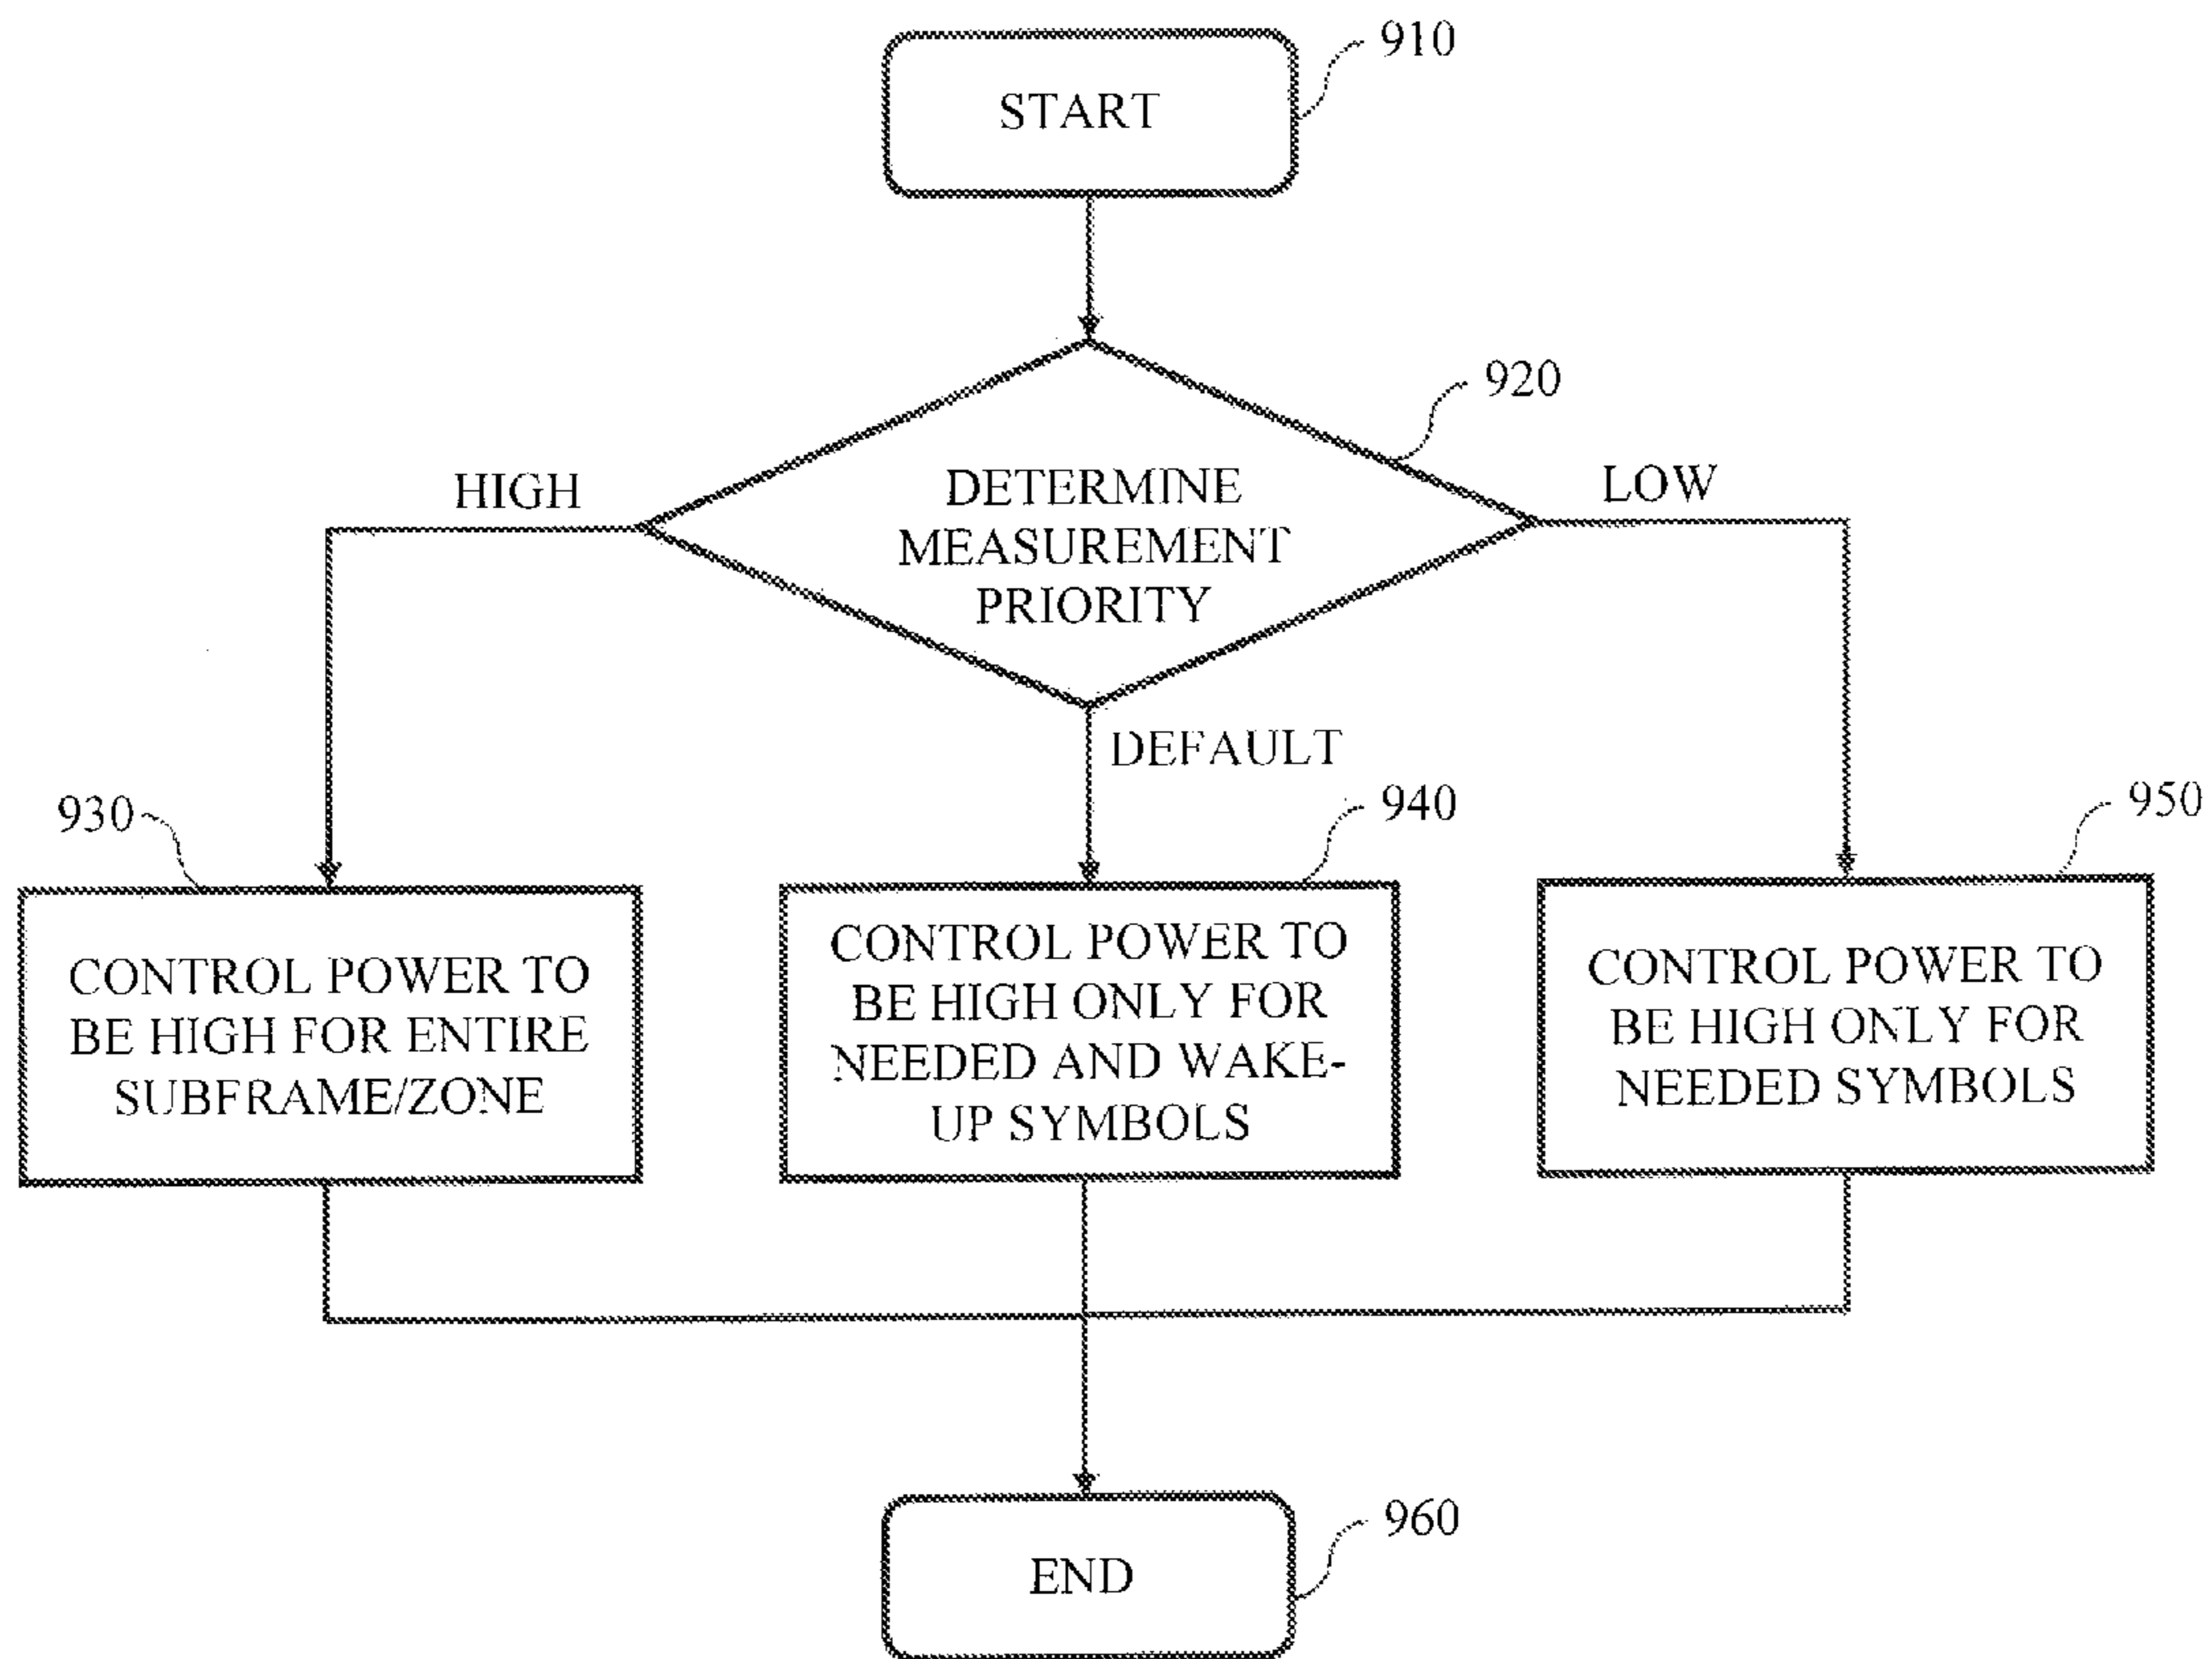 910
START
920
HIGH
LOW
DETERMINE
MEASUREMENT
PRIORITY
DEFAULT
930
940
950
CONTROL POWER TO
BE HIGH FOR ENTIRE
SUBFRAME/ZONE
CONTROL POWER TO
BE HIGH ONLY FOR
NEEDED AND WAKE-
UP SYMBOLS
CONTROL POWER TO
BE HIGH ONLY FOR
NEEDED SYMBOLS
960
END